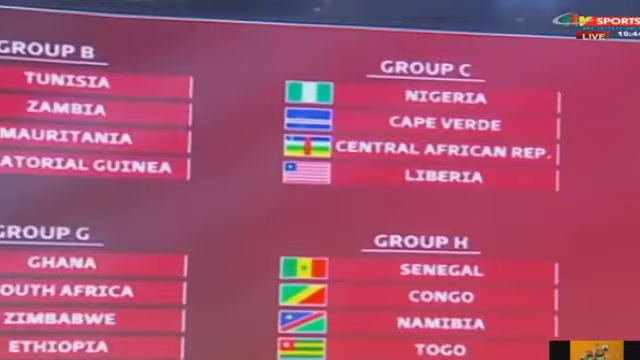 SPORTS
LIVE
GROUP B
TUNISIA
ZAMBIA
MAURITANIA
ATORIAL GUINEA
GROUP C
NIGERIA
CAPE VERDE
CENTRAL AFRICAN REP.
LIBERIA
GROUP G
GHANA
OUTH AFRICA
ZIMBABWE
ETHIOPIA
GROUP H
SENEGAL
CONGO
NAMIBIA
TOGO